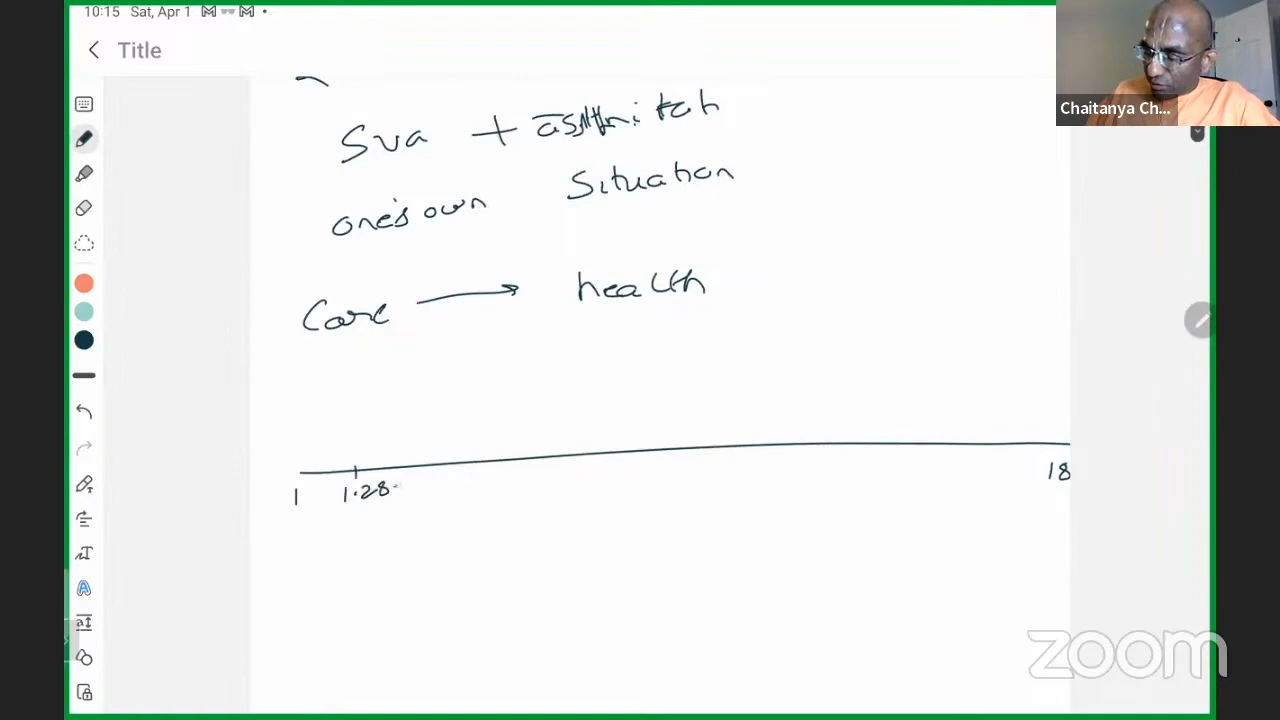 10:15 Sat, Apr 1
Title
Chaitanya Ch...
Sva +
one's own situation
Care → health
1 1.28- 18
zoom